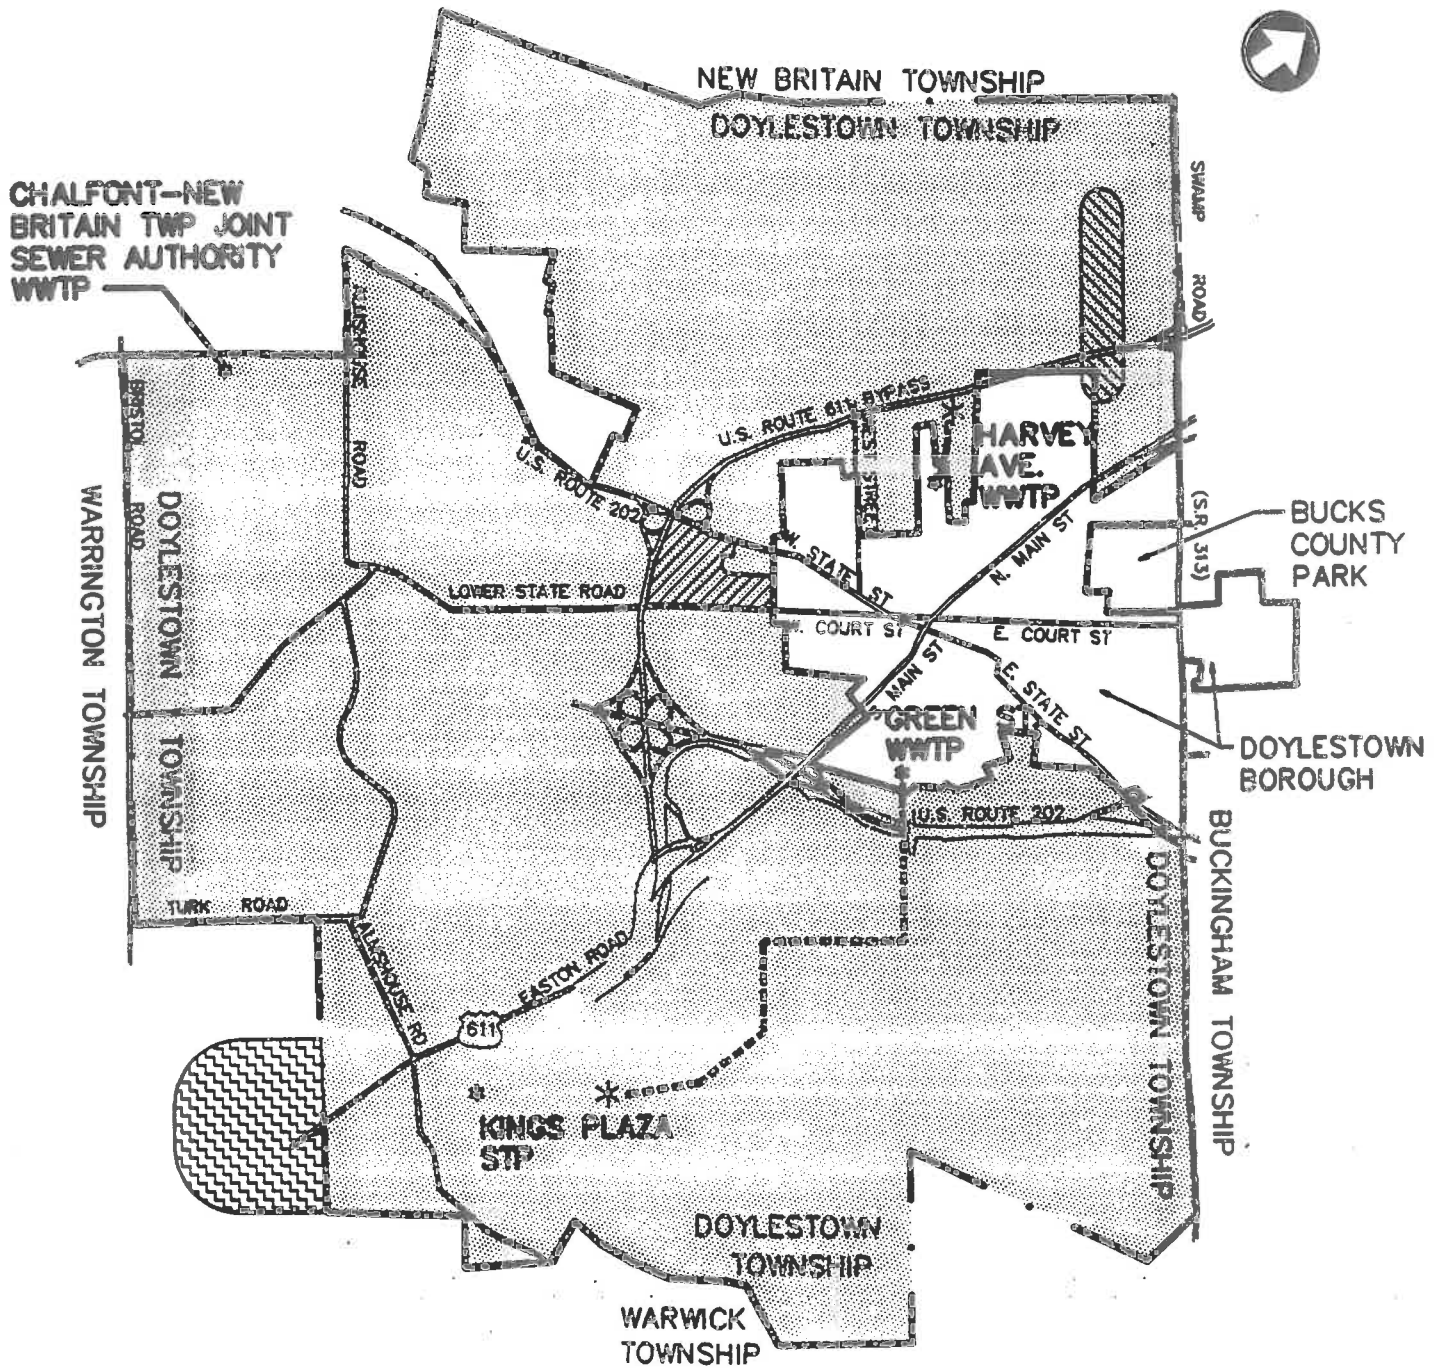 NEW BRITAIN TOWNSHIP
DOYLESTOWN TOWNSHIP
CHALFONT-NEW
BRITAIN TWP JOINT
SEWER AUTHORITY
WWTP
SWAMP ROAD
(S.R. 313)
ALMSHOUSE ROAD
BRISTOL ROAD
U.S. ROUTE 611 BYPASS
U.S. ROUTE 202
HARVEY
AVE.
WWTP
BUCKS
COUNTY
PARK
W. STATE ST
N. MAIN ST
LOWER STATE ROAD
W. COURT ST
E. COURT ST
DOYLESTOWN TOWNSHIP
WARRINGTON TOWNSHIP
MAIN ST
E. STATE ST
GREEN ST
WWTP
DOYLESTOWN
BOROUGH
U.S. ROUTE 202
BUCKINGHAM TOWNSHIP
DOYLESTOWN TOWNSHIP
TURK ROAD
ALMSHOUSE RD
EASTON ROAD
611
KINGS PLAZA
STP
DOYLESTOWN
TOWNSHIP
WARWICK
TOWNSHIP